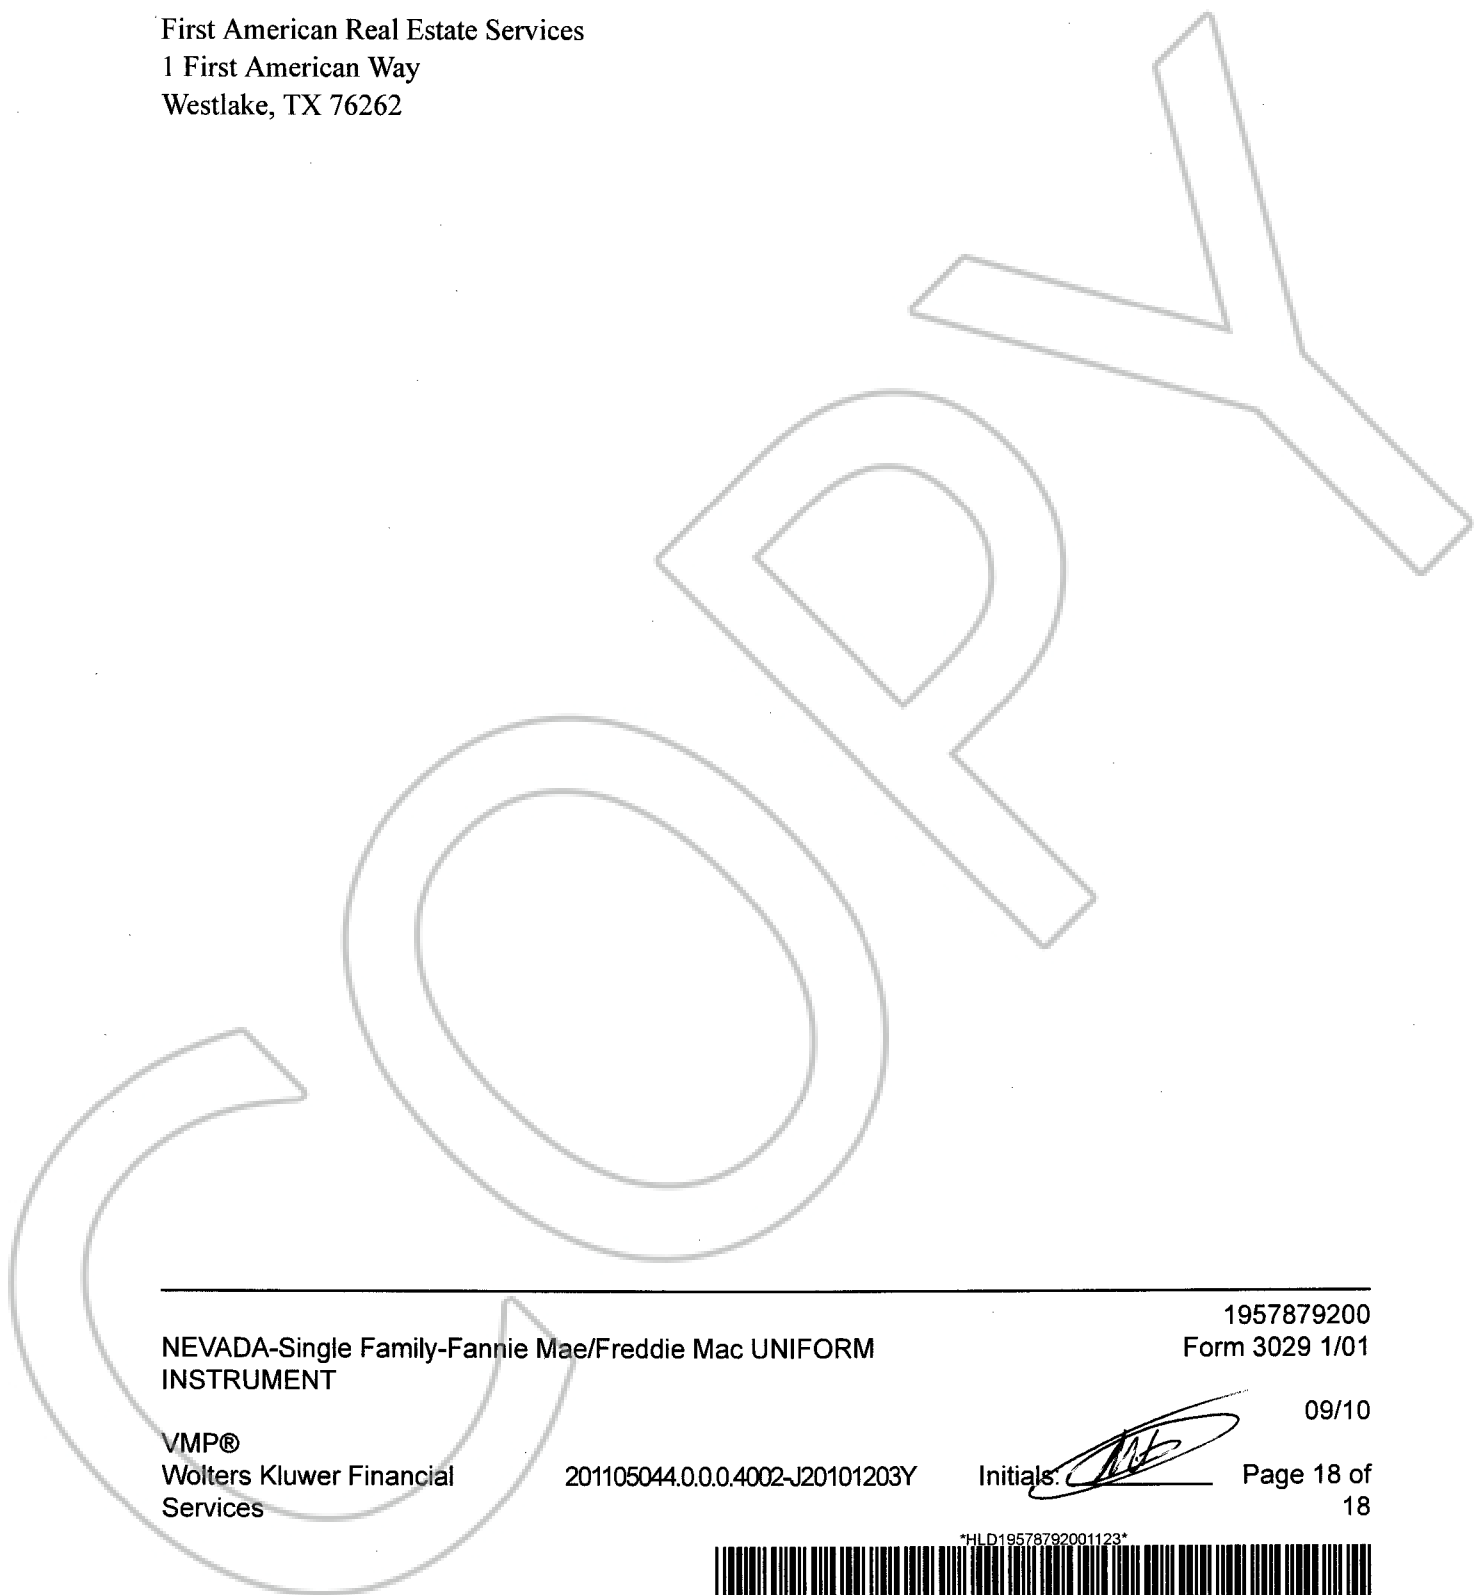 First American Real Estate Services
1 First American Way
Westlake, TX 76262
COPY
1957879200
NEVADA-Single Family-Fannie Mae/Freddie Mac UNIFORM
INSTRUMENT
Form 3029 1/01
09/10
VMP®
Wolters Kluwer Financial
Services
201105044.0.0.0.4002-J20101203Y
Initials:
Page 18 of
18
*HLD19578792001123*